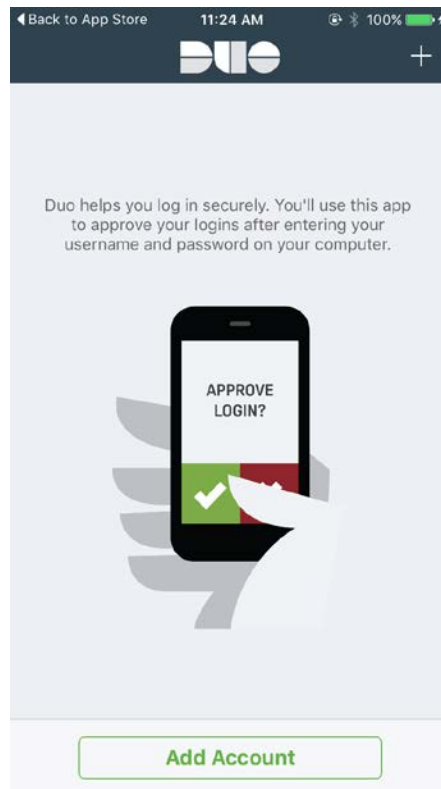 Back to App Store 11:24 AM 100%
DUO +
Duo helps you log in securely. You'll use this app
to approve your logins after entering your
username and password on your computer.
APPROVE
LOGIN?
Add Account